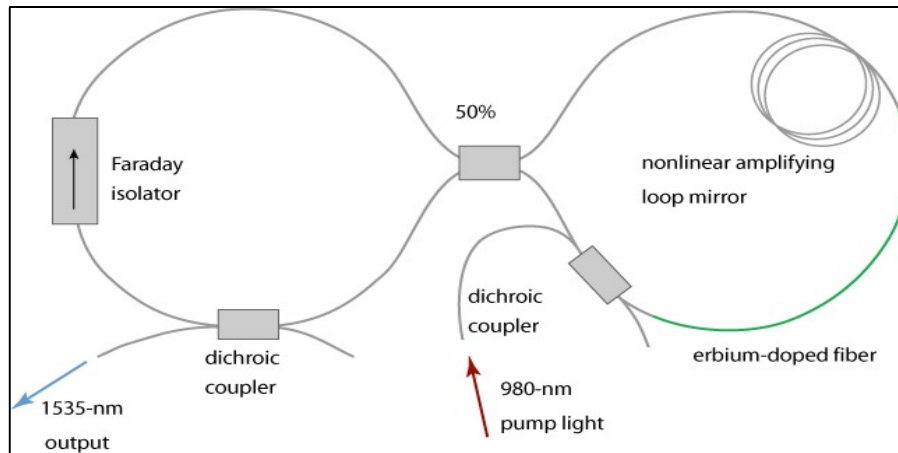 50%
Faraday
isolator
nonlinear amplifying
loop mirror
dichroic
coupler
dichroic
coupler
erbium-doped fiber
1535-nm
output
980-nm
pump light